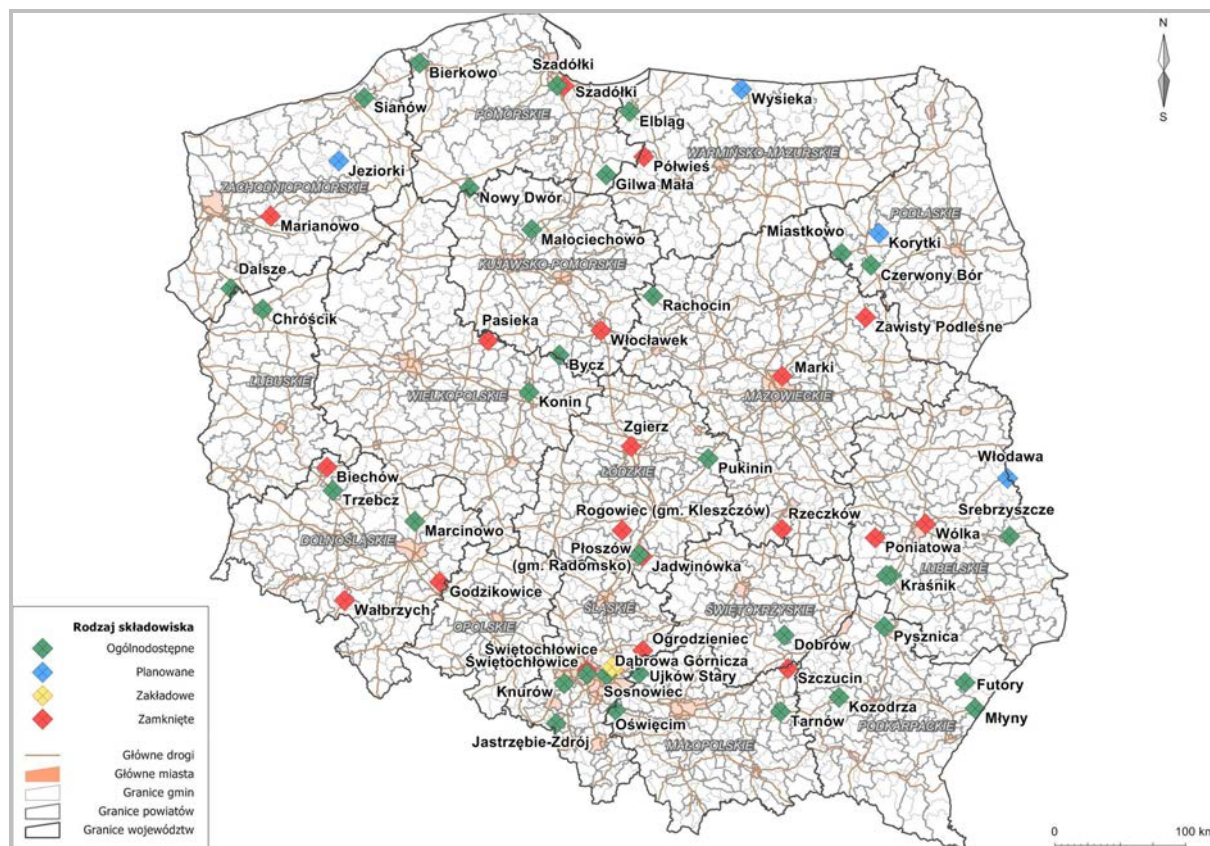 N
S
Bierkowo
Szadółki
Szadółki
Wysieka
Sianów
POMORSKIE
Elbląg
WARMIŃSKO-MAZURSKIE
Jeziorki
Półwieś
ZACHODNIOPOMORSKIE
Gilwa Mała
Nowy Dwór
PODLASKIE
Marianowo
Małociechowo
Miastkowo
Korytki
KUJAWSKO-POMORSKIE
Czerwony Bór
Dalsze
Rachocin
Chróścik
Pasieka
Włocławek
Zawisty Podleśne
Bycz
Marki
LUBUSKIE
WIELKOPOLSKIE
Konin
MAZOWIECKIE
Zgierz
Włodawa
Biechów
ŁÓDZKIE
Pukinin
Trzebcz
Rogowiec (gm. Kleszczów)
Rzeczków
Srebrzyszcze
Marcinowo
Wólka
DOLNOŚLĄSKIE
Płoszów
(gm. Radomsko)
Jadwinówka
Poniatowa
LUBELSKIE
Kraśnik
Godzikowice
Wałbrzych
ŚLĄSKIE
ŚWIĘTOKRZYSKIE
OPOLSKIE
Pysznica
Ogrodzieniec
Dobrów
Świętochłowice
Świętochłowice
Dąbrowa Górnicza
Ujków Stary
Szczucin
Knurów
Sosnowiec
Futory
Kozodrza
Oświęcim
Tarnów
Młyny
PODKARPACKIE
Jastrzębie-Zdrój
MAŁOPOLSKIE
Rodzaj składowiska
Ogólnodostępne
Planowane
Zakładowe
Zamknięte
Główne drogi
Główne miasta
Granice gmin
Granice powiatów
Granice województw
0 100 km